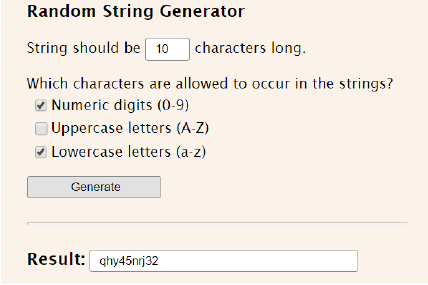 Random String Generator
String should be 10 characters long.
Which characters are allowed to occur in the strings?
Numeric digits (0-9)
Uppercase letters (A-Z)
Lowercase letters (a-z)
Generate
Result: qhy45nrj32